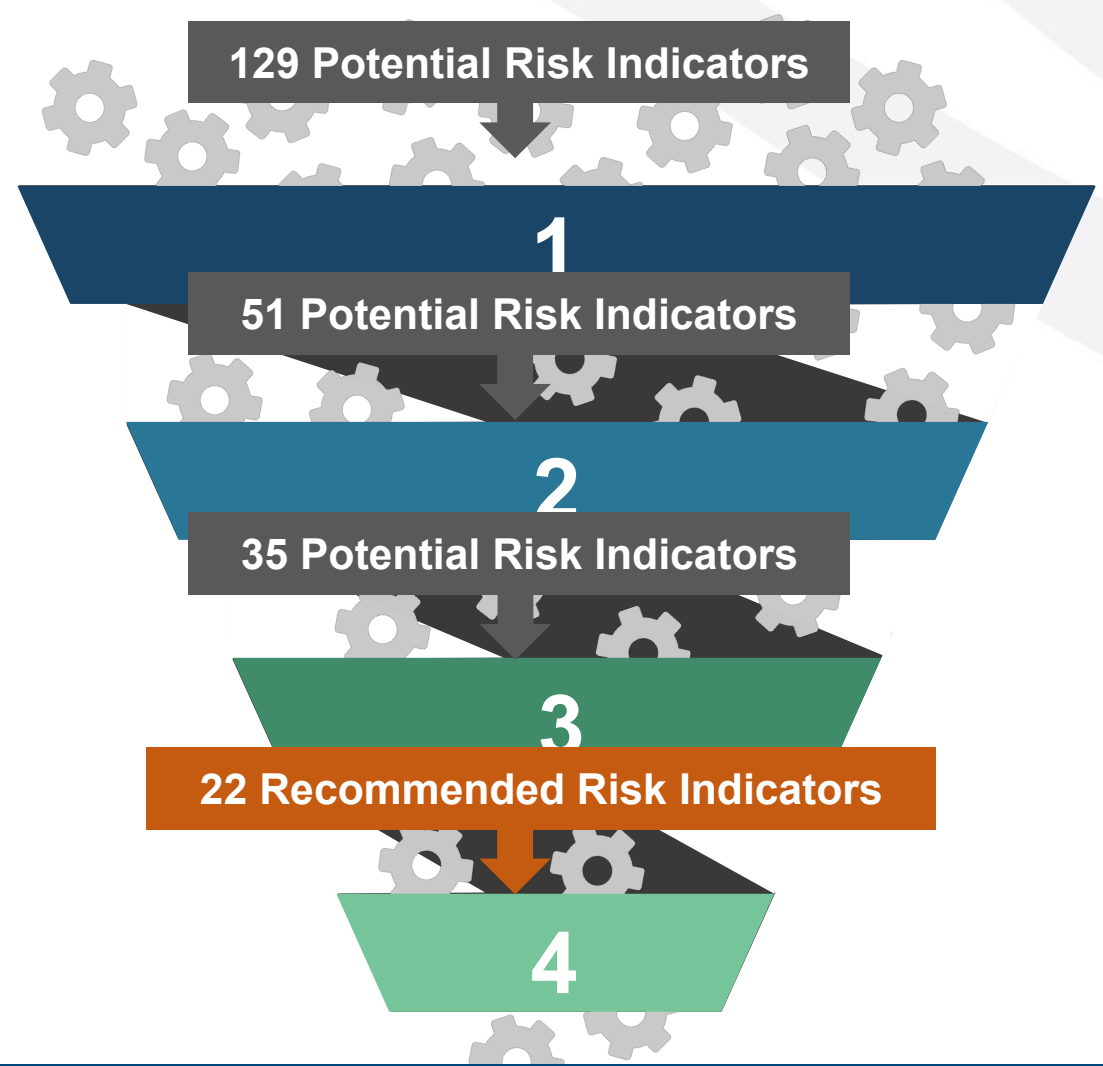 129 Potential Risk Indicators
1
51 Potential Risk Indicators
2
35 Potential Risk Indicators
3
22 Recommended Risk Indicators
4